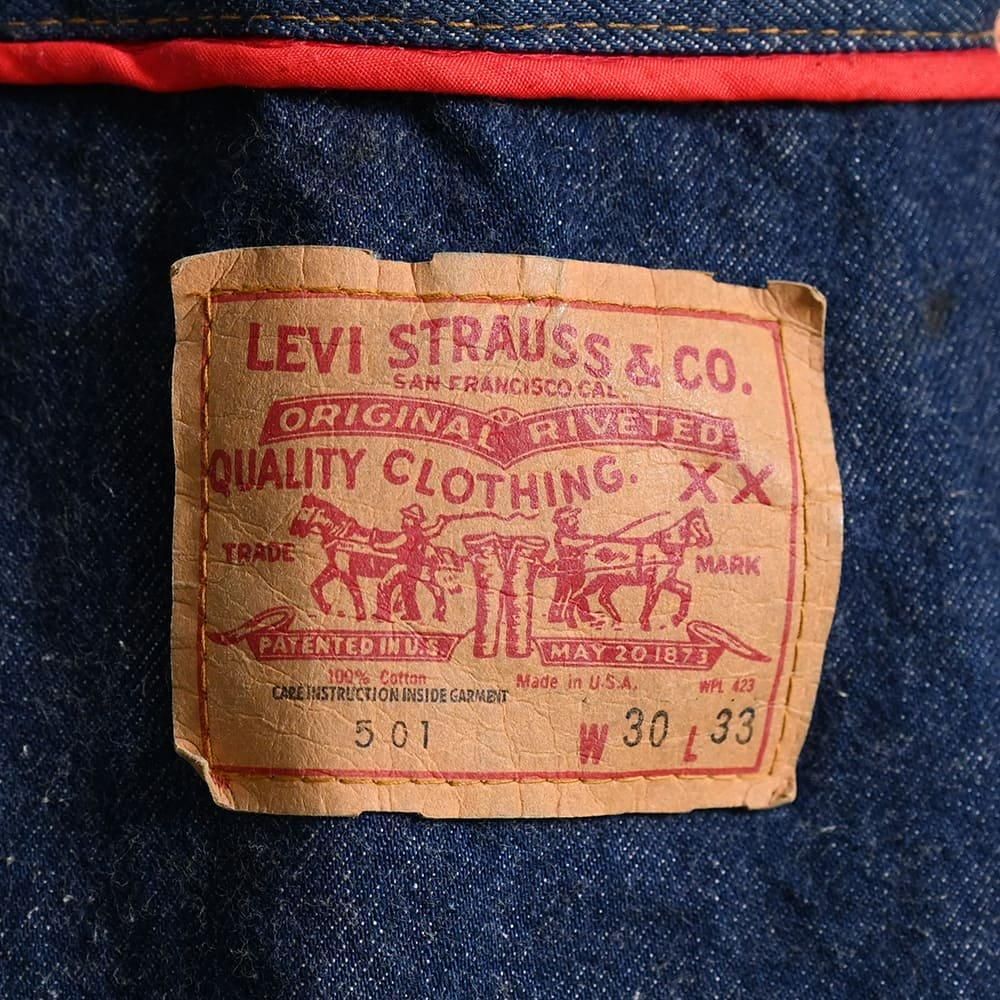 LEVI STRAUSS & CO.
SAN FRANCISCO, CAL.
ORIGINAL RIVETED
QUALITY CLOTHING. XX
TRADE MARK
PATENTED IN U.S. MAY 20 1873
100% Cotton Made in U.S.A. WPL 423
CARE INSTRUCTION INSIDE GARMENT
501 W 30 L 33